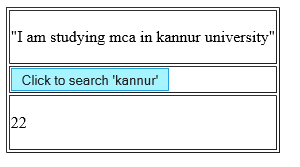 "I am studying mca in kannur university"
Click to search 'kannur'
22